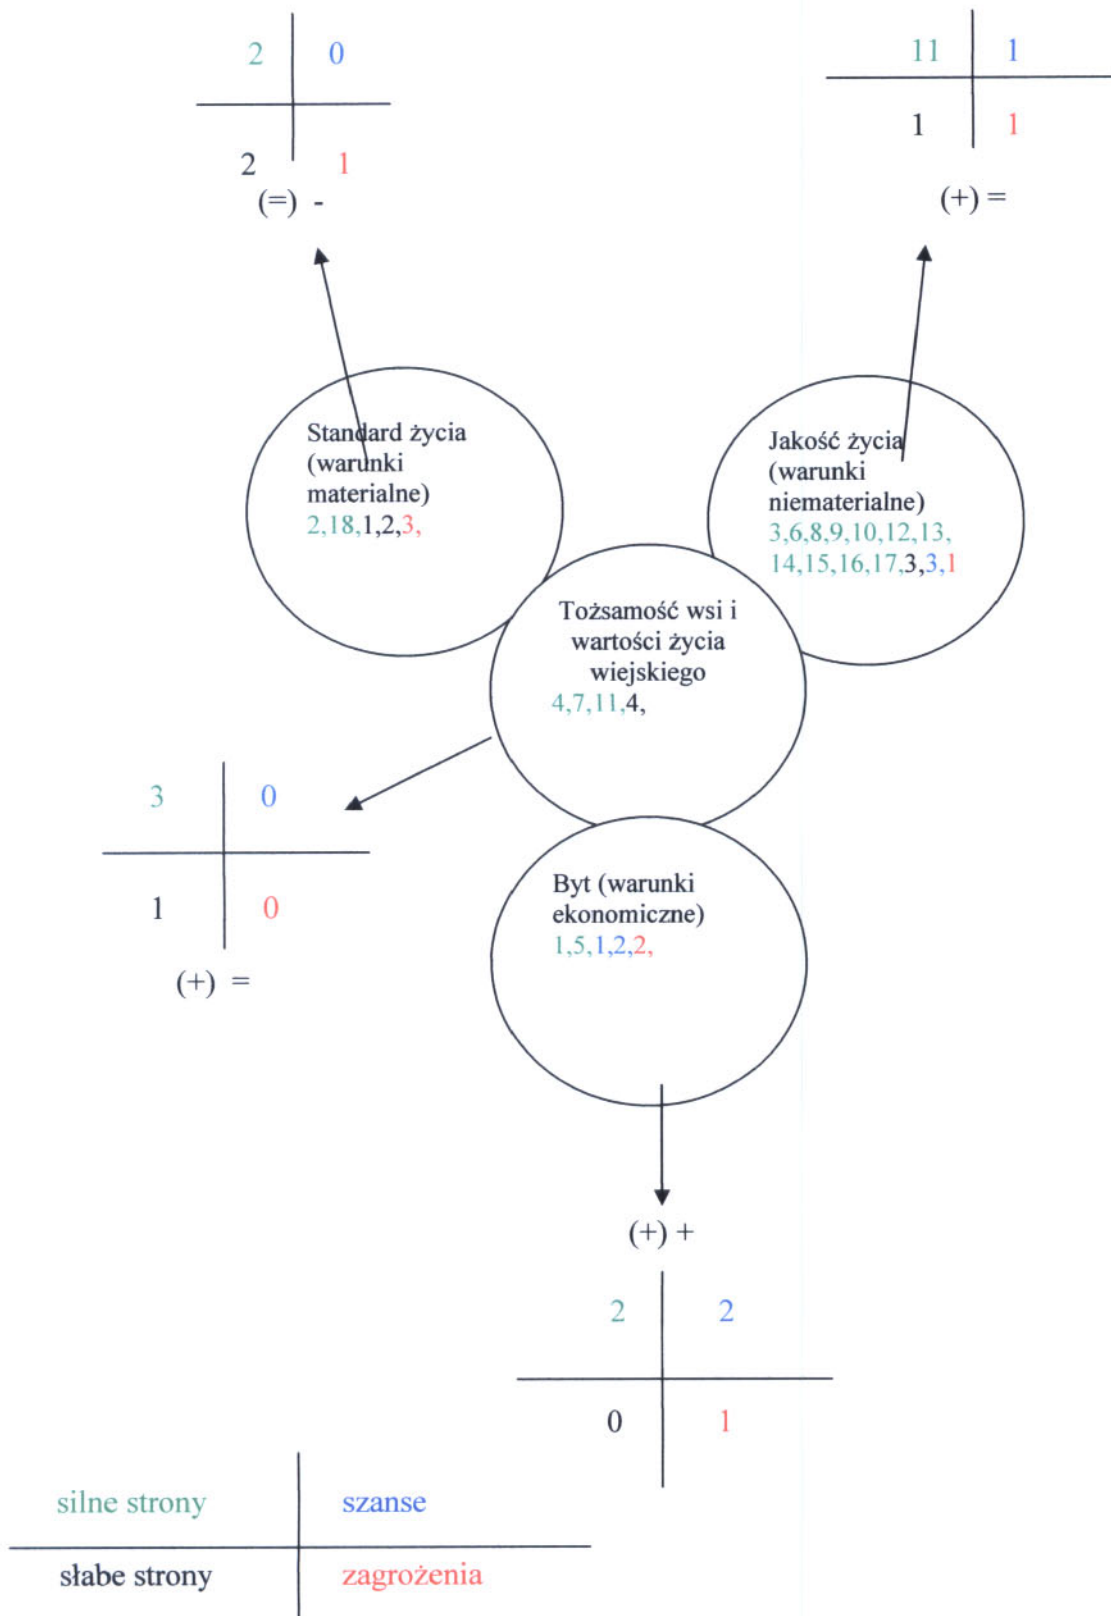 2 0
2 1
(=) -
11 1
1 1
(+) =
Standard życia
(warunki
materialne)
2,18,1,2,3,
Jakość życia
(warunki
niematerialne)
3,6,8,9,10,12,13,
14,15,16,17,3,3,1
Tożsamość wsi i
wartości życia
wiejskiego
4,7,11,4,
3 0
1 0
(+) =
Byt (warunki
ekonomiczne)
1,5,1,2,2,
(+) +
2 2
0 1
silne strony szanse
słabe strony zagrożenia